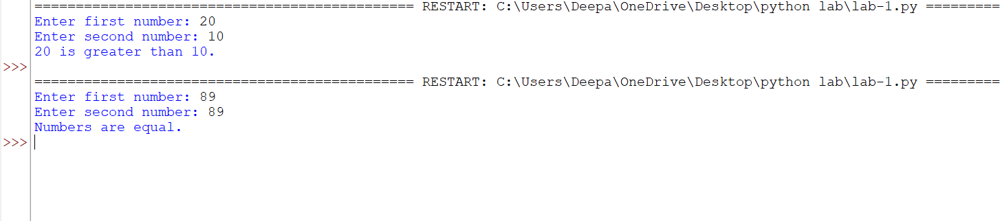 ============================================== RESTART: C:\Users\Deepa\OneDrive\Desktop\python lab\lab-1.py =========
Enter first number: 20
Enter second number: 10
20 is greater than 10.
>>>
============================================== RESTART: C:\Users\Deepa\OneDrive\Desktop\python lab\lab-1.py =========
Enter first number: 89
Enter second number: 89
Numbers are equal.
>>>